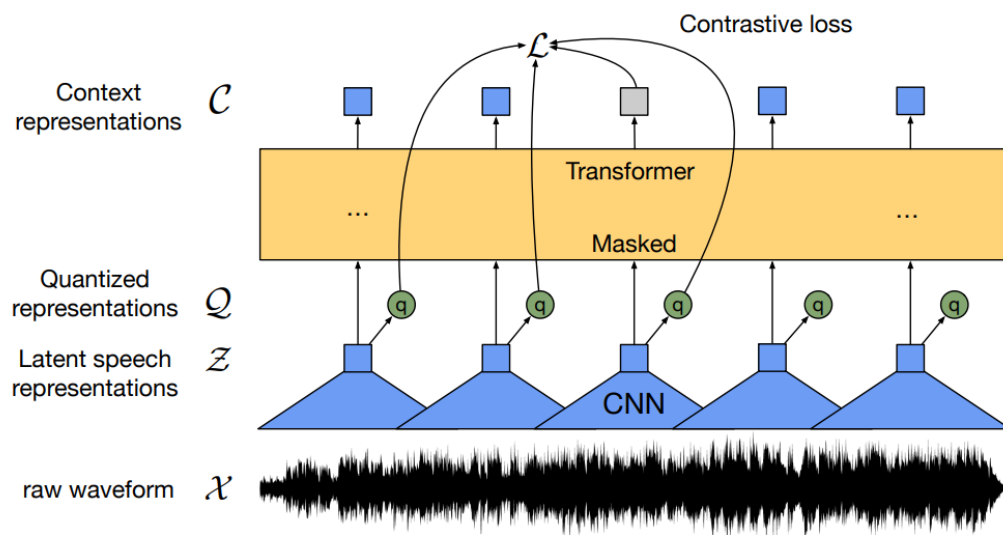 Contrastive loss
ℒ
Context
representations
𝒞
Transformer
...
...
Masked
Quantized
representations
𝒬
q
q
q
q
q
Latent speech
representations
𝒵
CNN
raw waveform
𝒳